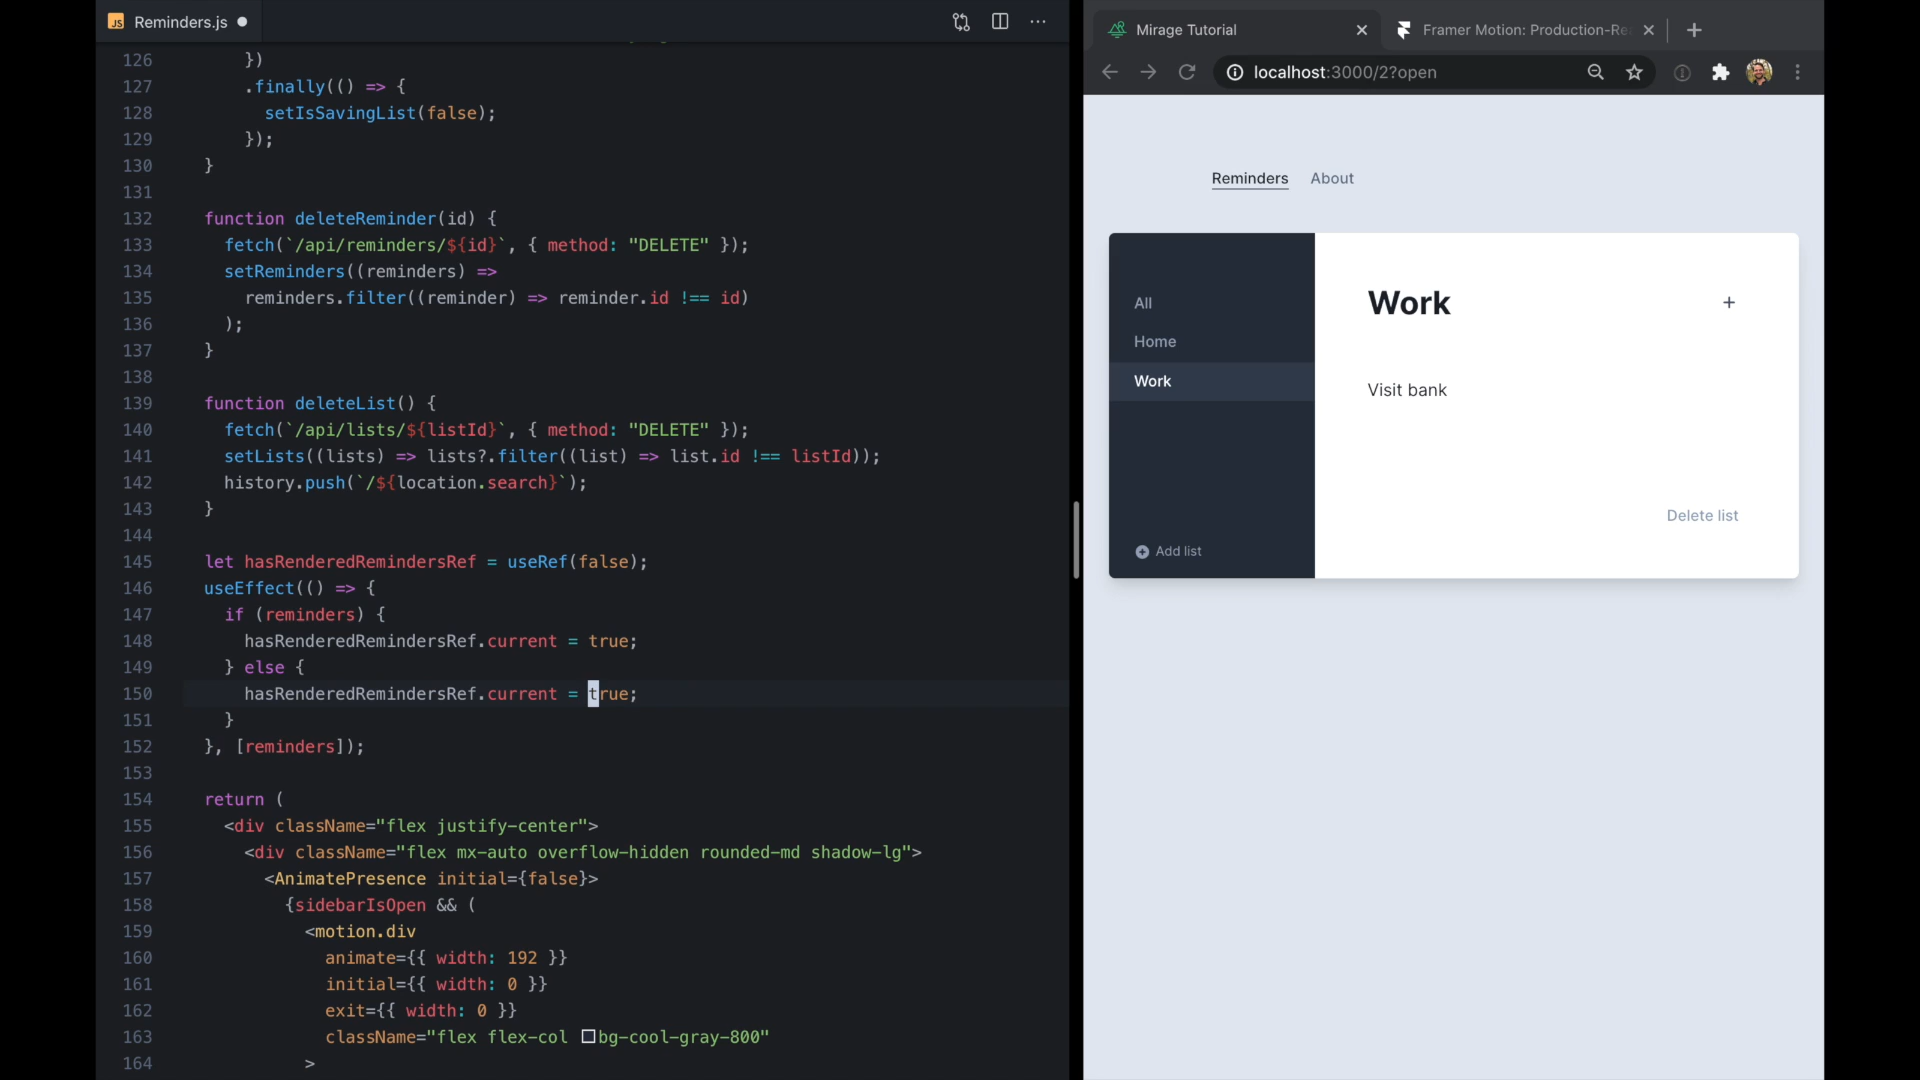 Reminders.js
126 })
127 .finally(() => {
128 setIsSavingList(false);
129 });
130 }
131
132 function deleteReminder(id) {
133 fetch(`/api/reminders/${id}`, { method: "DELETE" });
134 setReminders((reminders) =>
135 reminders.filter((reminder) => reminder.id !== id)
136 );
137 }
138
139 function deleteList() {
140 fetch(`/api/lists/${listId}`, { method: "DELETE" });
141 setLists((lists) => lists?.filter((list) => list.id !== listId));
142 history.push(`/${location.search}`);
143 }
144
145 let hasRenderedRemindersRef = useRef(false);
146 useEffect(() => {
147 if (reminders) {
148 hasRenderedRemindersRef.current = true;
149 } else {
150 hasRenderedRemindersRef.current = true;
151 }
152 }, [reminders]);
153
154 return (
155 <div className="flex justify-center">
156 <div className="flex mx-auto overflow-hidden rounded-md shadow-lg">
157 <AnimatePresence initial={false}>
158 {sidebarIsOpen && (
159 <motion.div
160 animate={{ width: 192 }}
161 initial={{ width: 0 }}
162 exit={{ width: 0 }}
163 className="flex flex-col bg-cool-gray-800"
164 >
Mirage Tutorial
Framer Motion: Production-Re
localhost:3000/2?open
Reminders About
All
Home
Work
Add list
Work +
Visit bank
Delete list